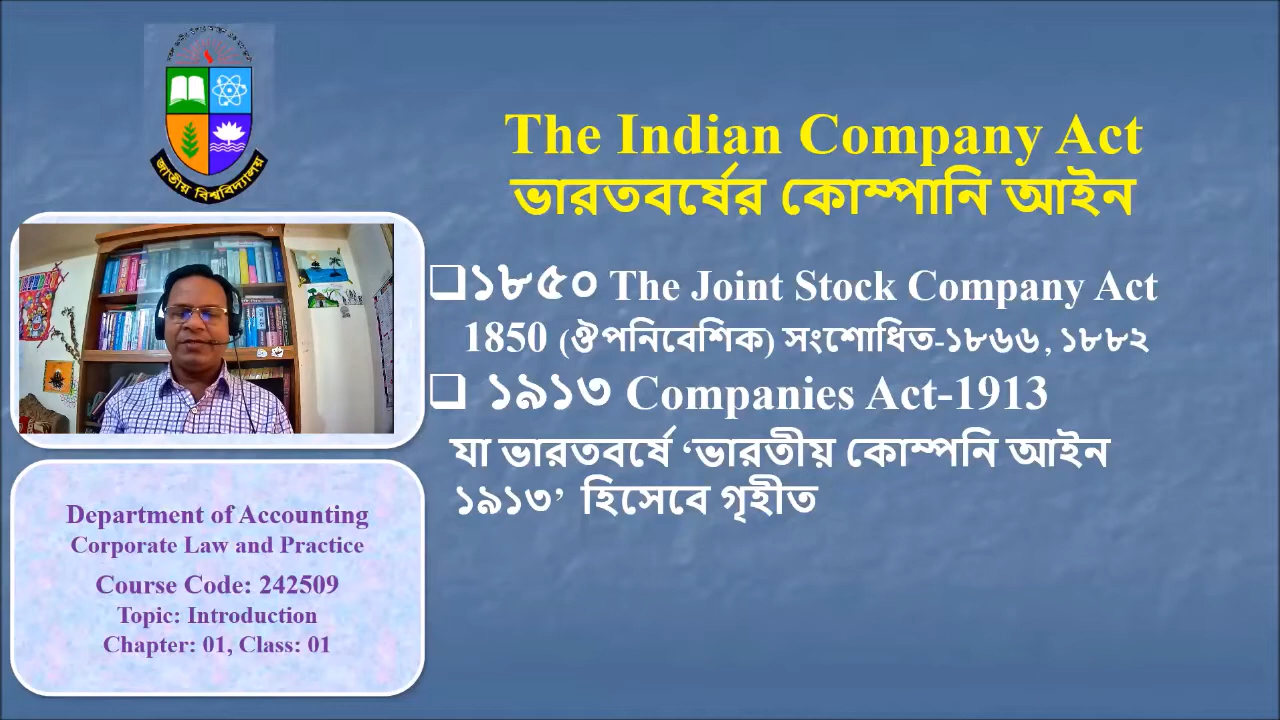 জাতীয় বিশ্ববিদ্যালয়
The Indian Company Act
ভারতবর্ষের কোম্পানি আইন
❑১৮৫০ The Joint Stock Company Act
1850 (ঔপনিবেশিক) সংশোধিত-১৮৬৬, ১৮৮২
❑ ১৯১৩ Companies Act-1913
যা ভারতবর্ষে ‘ভারতীয় কোম্পনি আইন
১৯১৩’ হিসেবে গৃহীত
Department of Accounting
Corporate Law and Practice
Course Code: 242509
Topic: Introduction
Chapter: 01, Class: 01